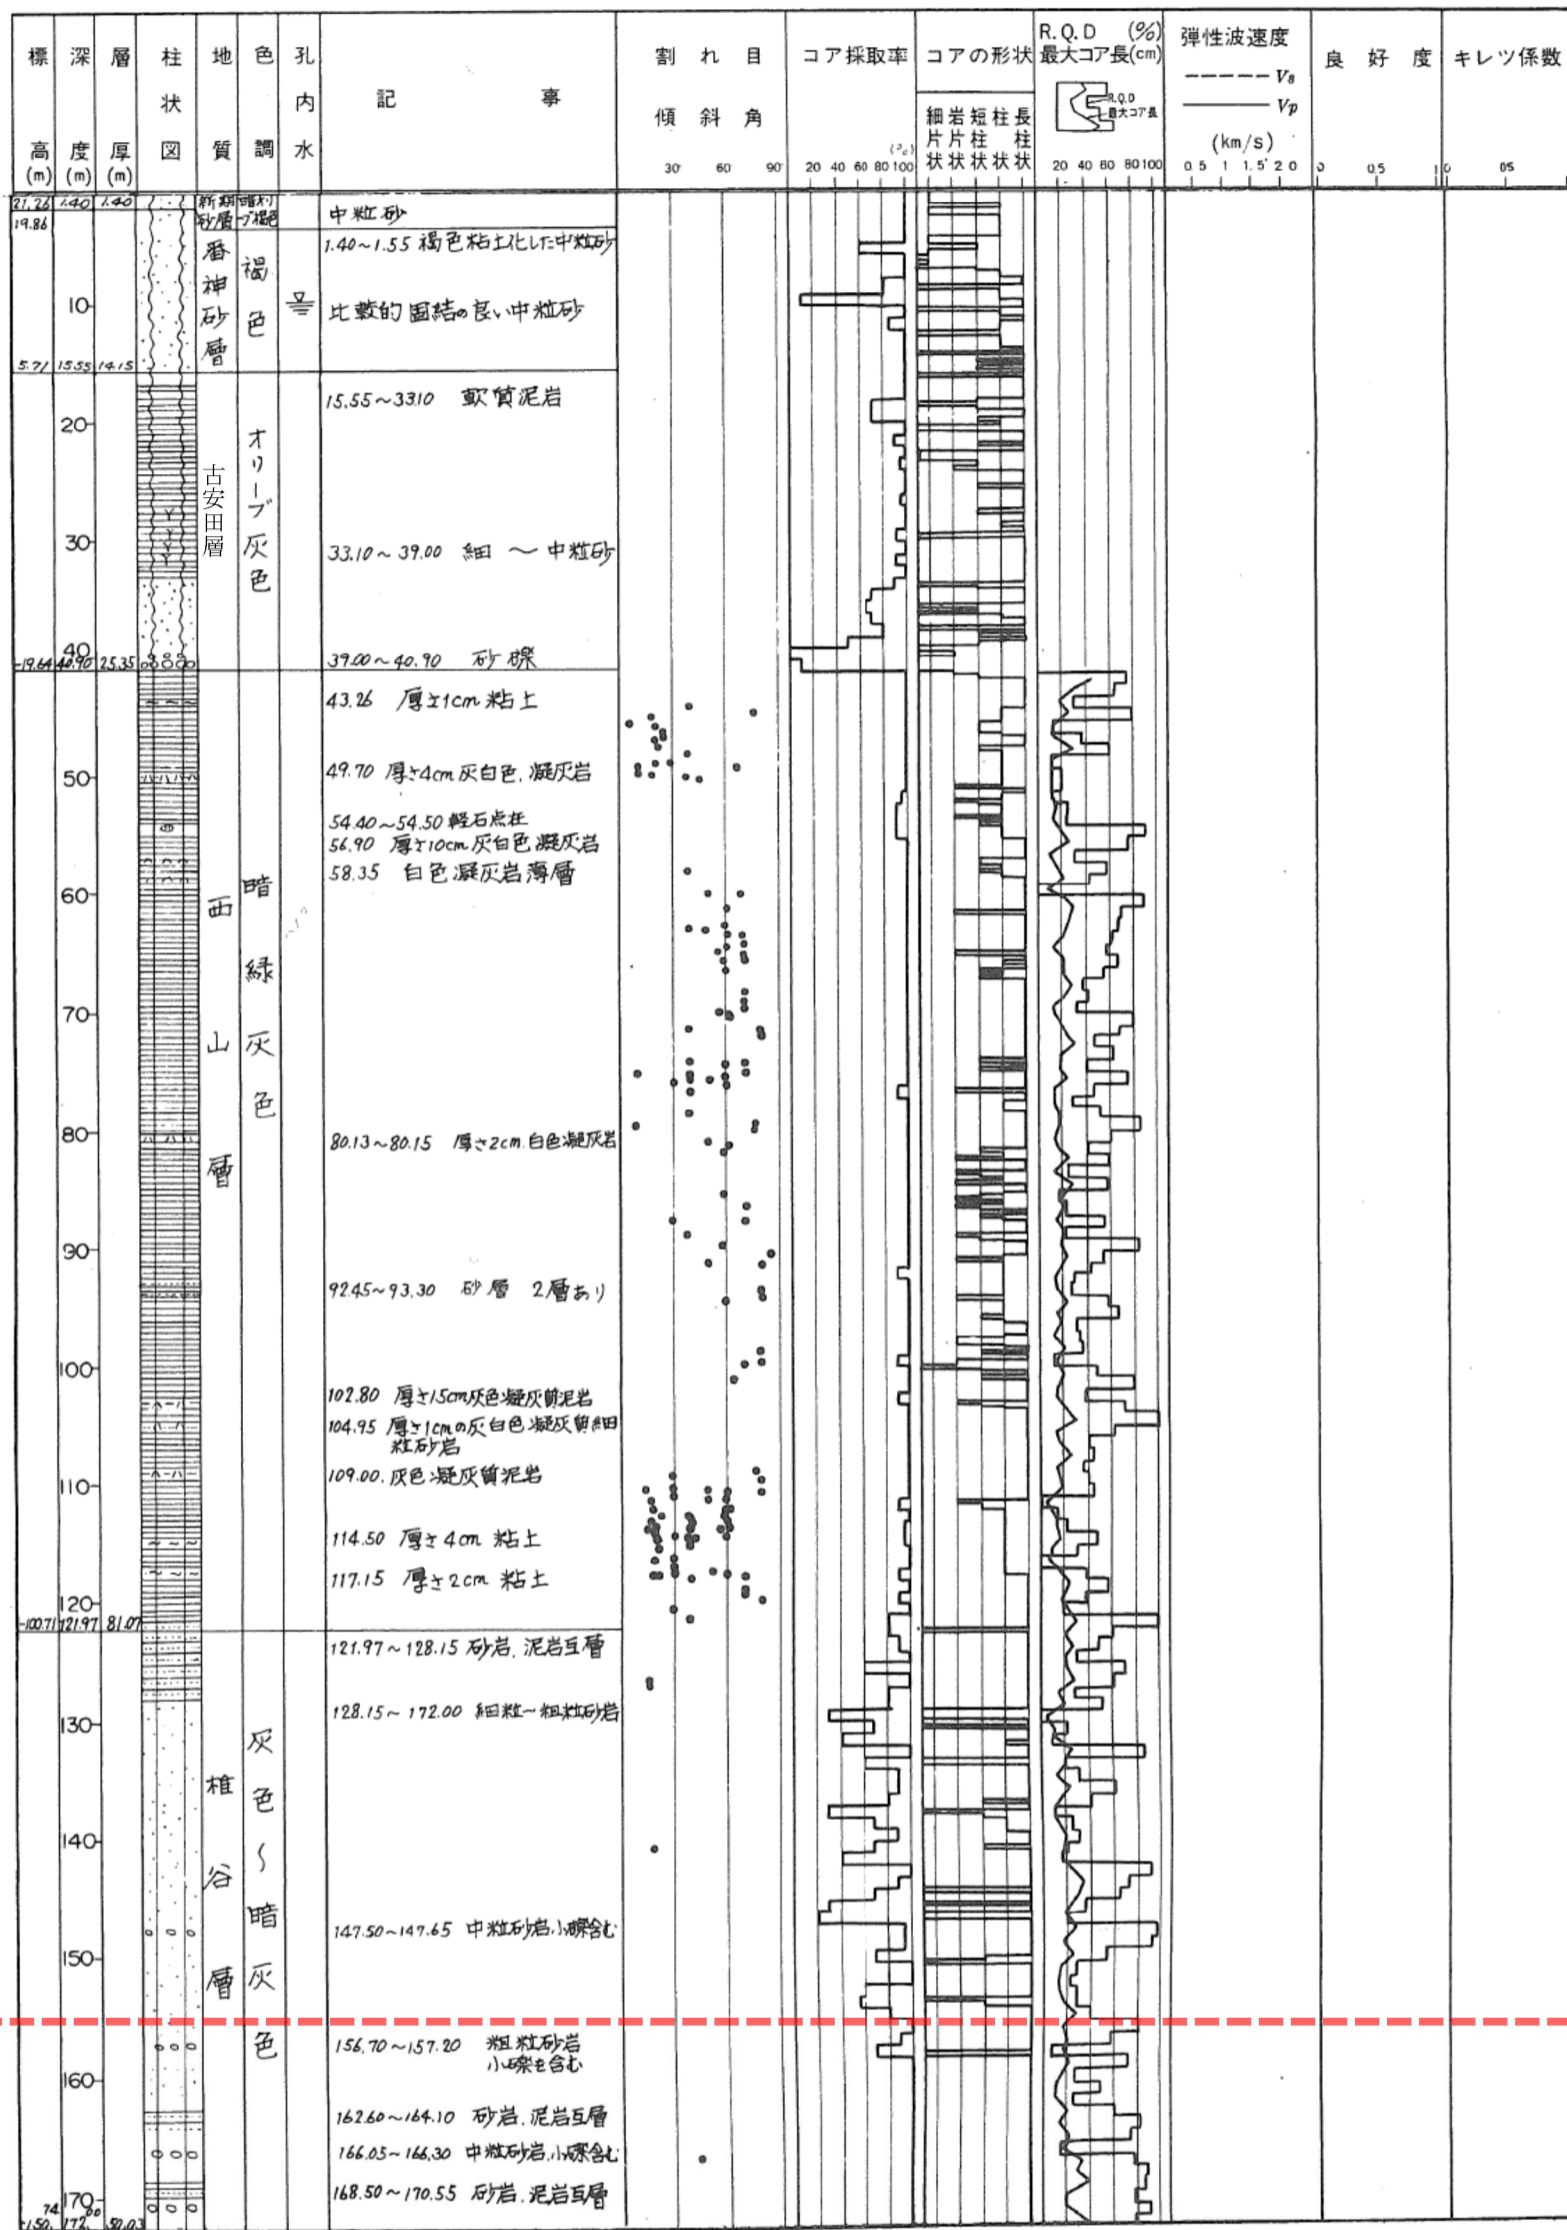 標高(m)
深度(m)
層厚(m)
柱状図
地質
色調
孔内水
記事
割れ目
傾斜角
30°
60°
90°
コア採取率
(%)
20 40 60 80 100
コアの形状
細片状
岩片状
短柱状
柱状
長柱状
R.Q.D (%)
最大コア長(cm)
R.Q.D
最大コア長
20 40 60 80 100
弾性波速度
Vs
Vp
(km/s)
0.5 1 1.5 2.0
良好度
0 0.5 1.0
キレツ係数
0.5
21.26 1.40 1.40
19.86
新期砂層
中粒砂
1.40~1.55 褐色粘土化した中粒砂
番神砂層
褐色
10
比較的固結の良い中粒砂
5.71 15.55 14.15
15.55~33.10 軟質泥岩
20
古安田層
オリーブ灰色
30
33.10~39.00 細~中粒砂
40
-19.64 40.90 25.35
39.00~40.90 砂礫
43.26 厚さ1cm粘土
49.70 厚さ4cm灰白色.凝灰岩
50
54.40~54.50 軽石点在
56.90 厚さ10cm灰白色凝灰岩
58.35 白色凝灰岩薄層
60
西山層
暗緑灰色
70
80
80.13~80.15 厚さ2cm.白色凝灰岩
90
92.45~93.30 砂層 2層あり
100
102.80 厚さ1.5cm灰色凝灰質泥岩
104.95 厚さ1cmの灰白色凝灰質細
粒砂岩
109.00.灰色凝灰質泥岩
110
114.50 厚さ4cm粘土
117.15 厚さ2cm粘土
120
-100.71 121.97 81.07
121.97~128.15 砂岩.泥岩互層
128.15~172.00 細粒~粗粒砂岩
130
椎谷層
灰色~暗灰色
140
147.50~147.65 中粒砂岩.小礫含む
150
156.70~157.20 粗粒砂岩
小礫を含む
160
162.60~164.10 砂岩.泥岩互層
166.05~166.30 中粒砂岩.小礫含む
168.50~170.55 砂岩.泥岩互層
170
-150.74 172.00 50.03